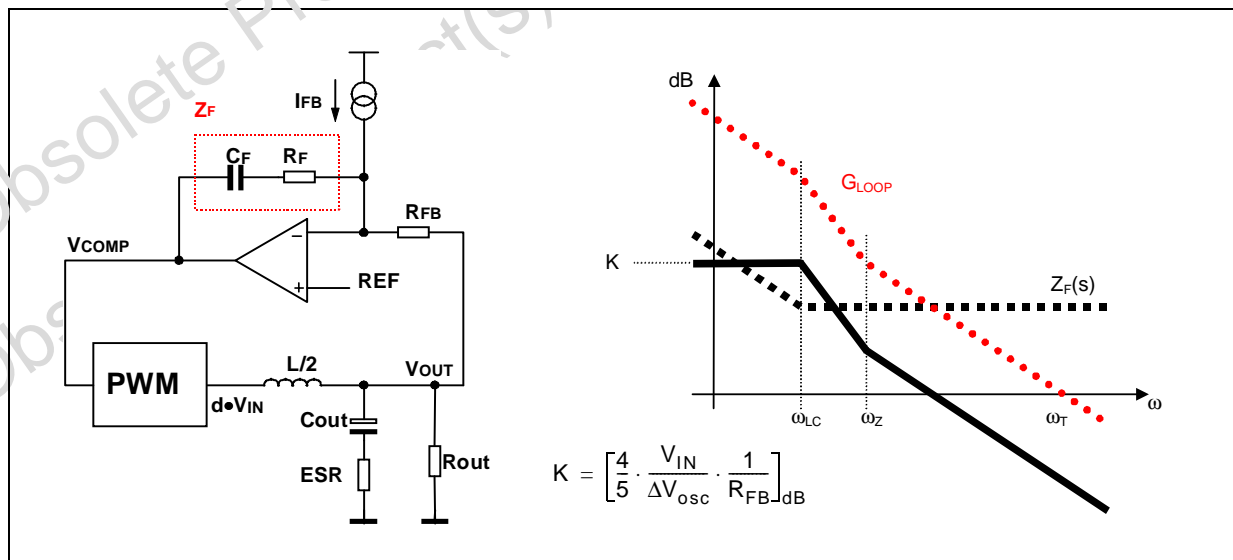 dB
IFB
ZF
CF
RF
GLOOP
RFB
VCOMP
−
K
REF
ZF(s)
+
L/2
VOUT
PWM
d•VIN
ωLC
ωZ
ωT
ω
Cout
ESR
Rout
K = [4/5 · VIN/ΔVosc · 1/RFB]dB